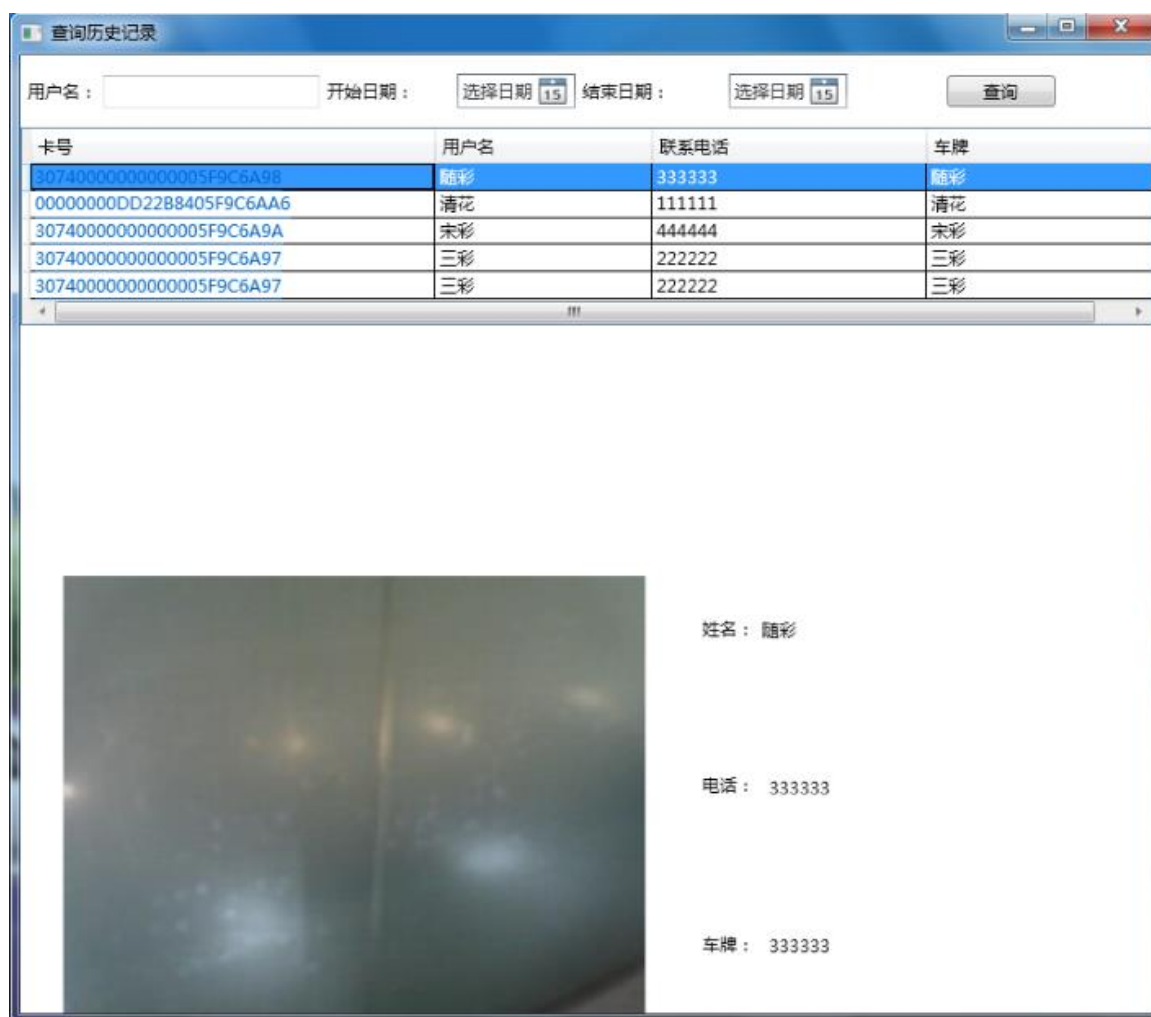 查询历史记录
用户名： 开始日期： 选择日期 15 结束日期： 选择日期 15 查询
卡号 用户名 联系电话 车牌
30740000000000005F9C6A98 随彩 333333 随彩
00000000DD22B8405F9C6AA6 清花 111111 清花
30740000000000005F9C6A9A 宋彩 444444 宋彩
30740000000000005F9C6A97 三彩 222222 三彩
30740000000000005F9C6A97 三彩 222222 三彩
姓名： 随彩
电话： 333333
车牌： 333333